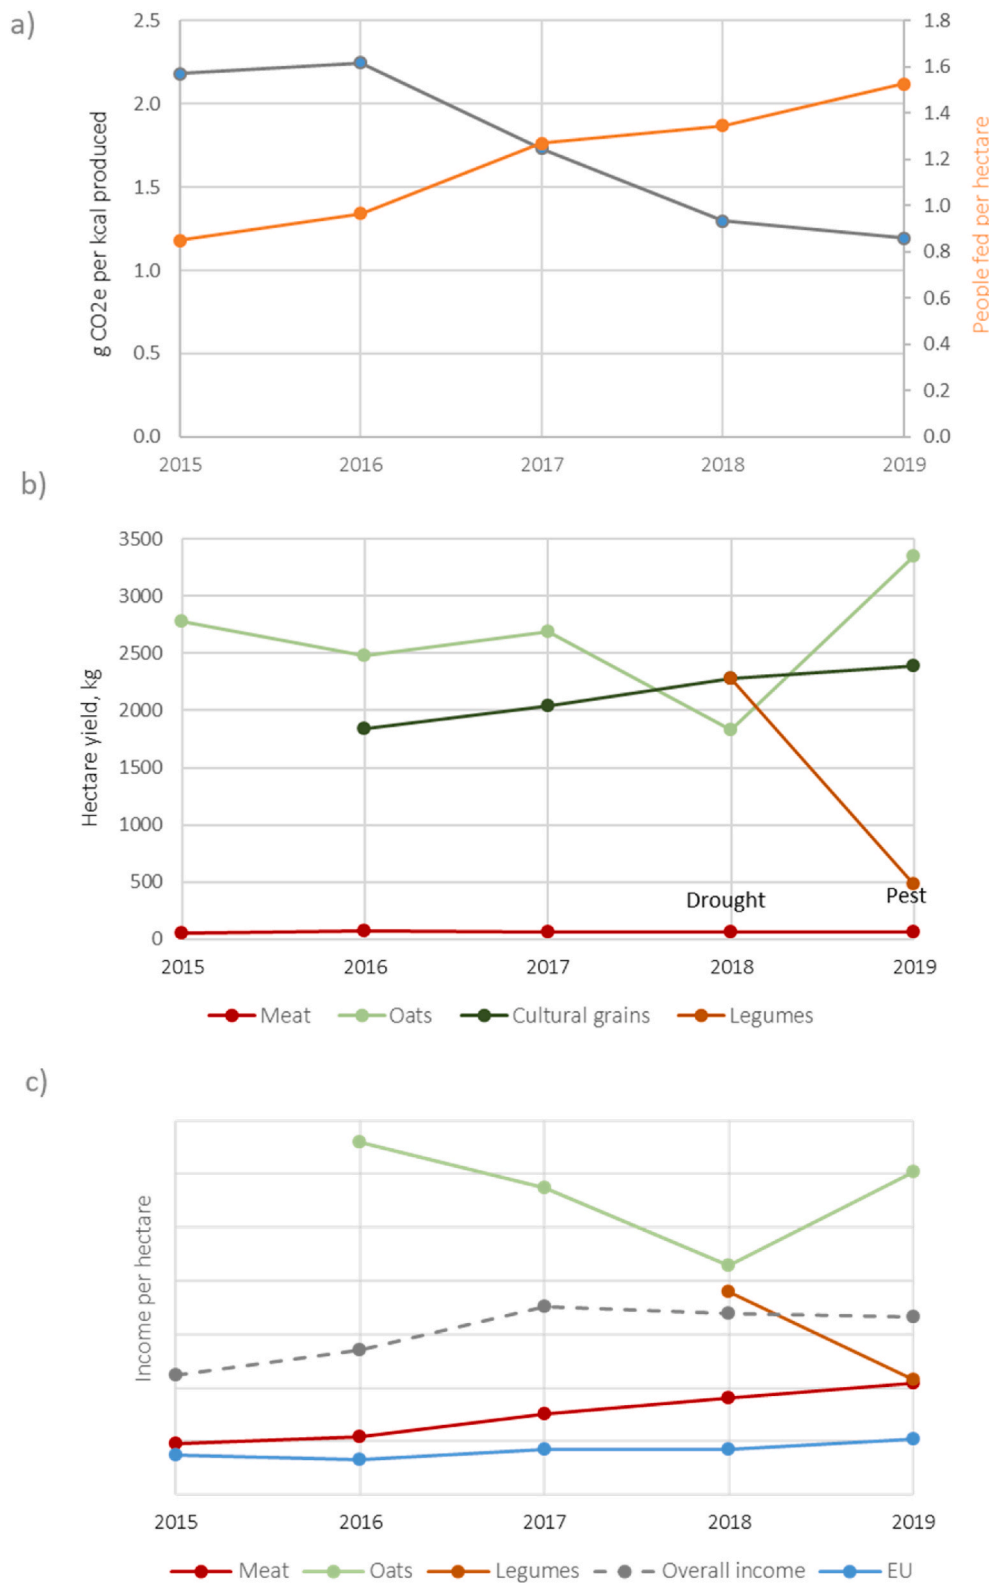 a)
g CO2e per kcal produced
2.5
2.0
1.5
1.0
0.5
0.0
1.8
1.6
1.4
1.2
1.0
0.8
0.6
0.4
0.2
0.0
People fed per hectare
2015 2016 2017 2018 2019
b)
Hectare yield, kg
3500
3000
2500
2000
1500
1000
500
0
Drought
Pest
2015 2016 2017 2018 2019
Meat Oats Cultural grains Legumes
c)
Income per hectare
2015 2016 2017 2018 2019
Meat Oats Legumes Overall income EU